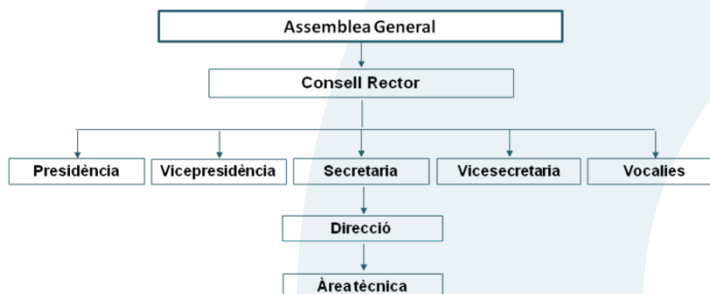 Assemblea General
Consell Rector
Presidència
Vicepresidència
Secretaria
Vicesecretaria
Vocalies
Direcció
Àrea tècnica